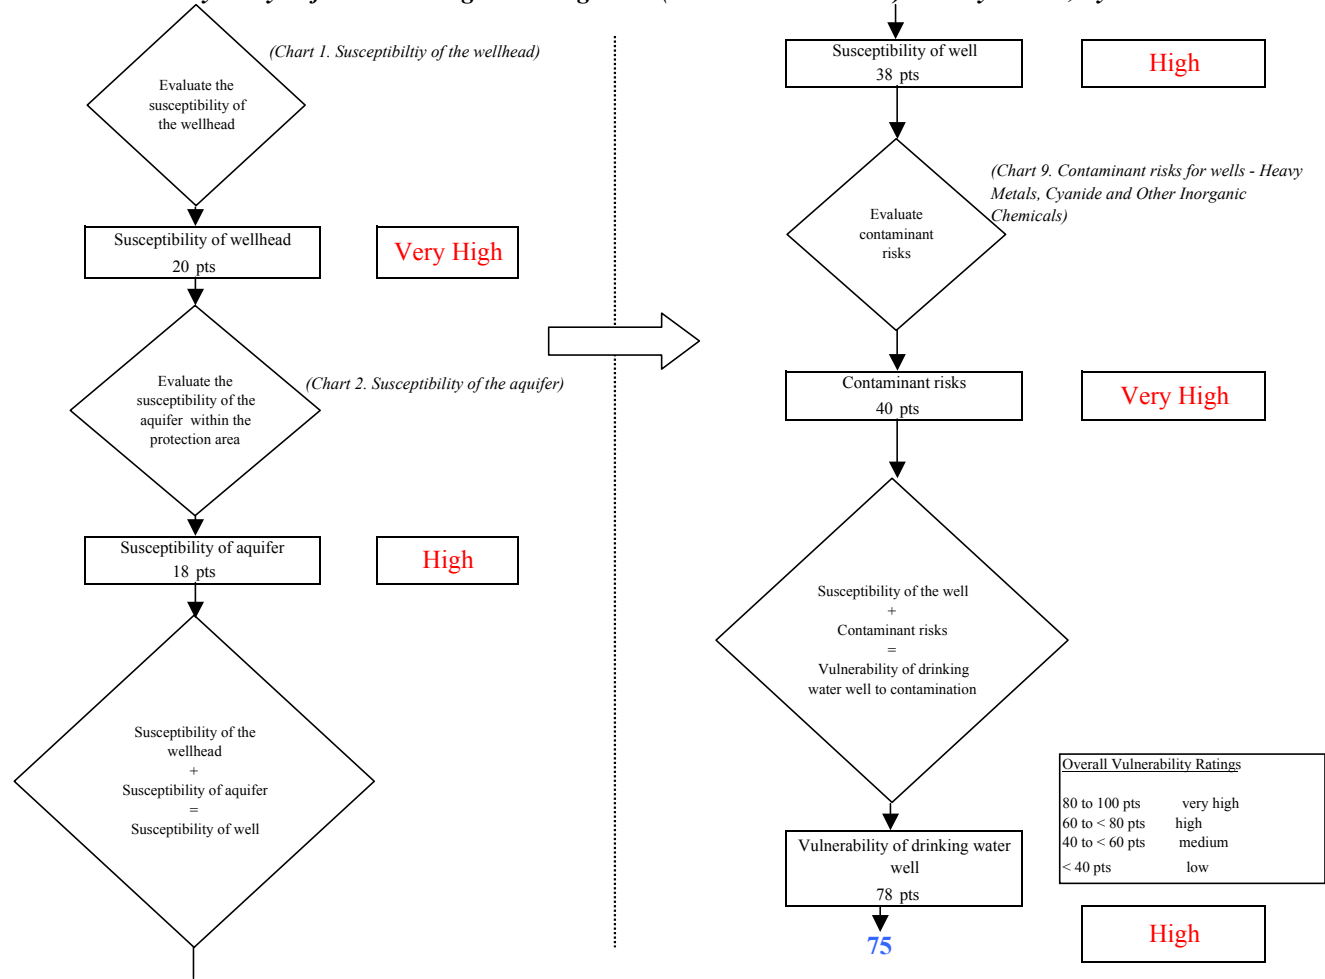 (Chart 1. Susceptibiltiy of the wellhead)
Evaluate the
susceptibility of
the wellhead
Susceptibility of wellhead
20 pts
Very High
Evaluate the
susceptibility of the
aquifer within the
protection area
(Chart 2. Susceptibility of the aquifer)
Susceptibility of aquifer
18 pts
High
Susceptibility of the
wellhead
+
Susceptibility of aquifer
=
Susceptibility of well
Susceptibility of well
38 pts
High
(Chart 9. Contaminant risks for wells - Heavy
Metals, Cyanide and Other Inorganic
Chemicals)
Evaluate
contaminant
risks
Contaminant risks
40 pts
Very High
Susceptibility of the well
+
Contaminant risks
=
Vulnerability of drinking
water well to contamination
Overall Vulnerability Ratings
80 to 100 pts very high
60 to < 80 pts high
40 to < 60 pts medium
< 40 pts low
Vulnerability of drinking water
well
78 pts
75
High